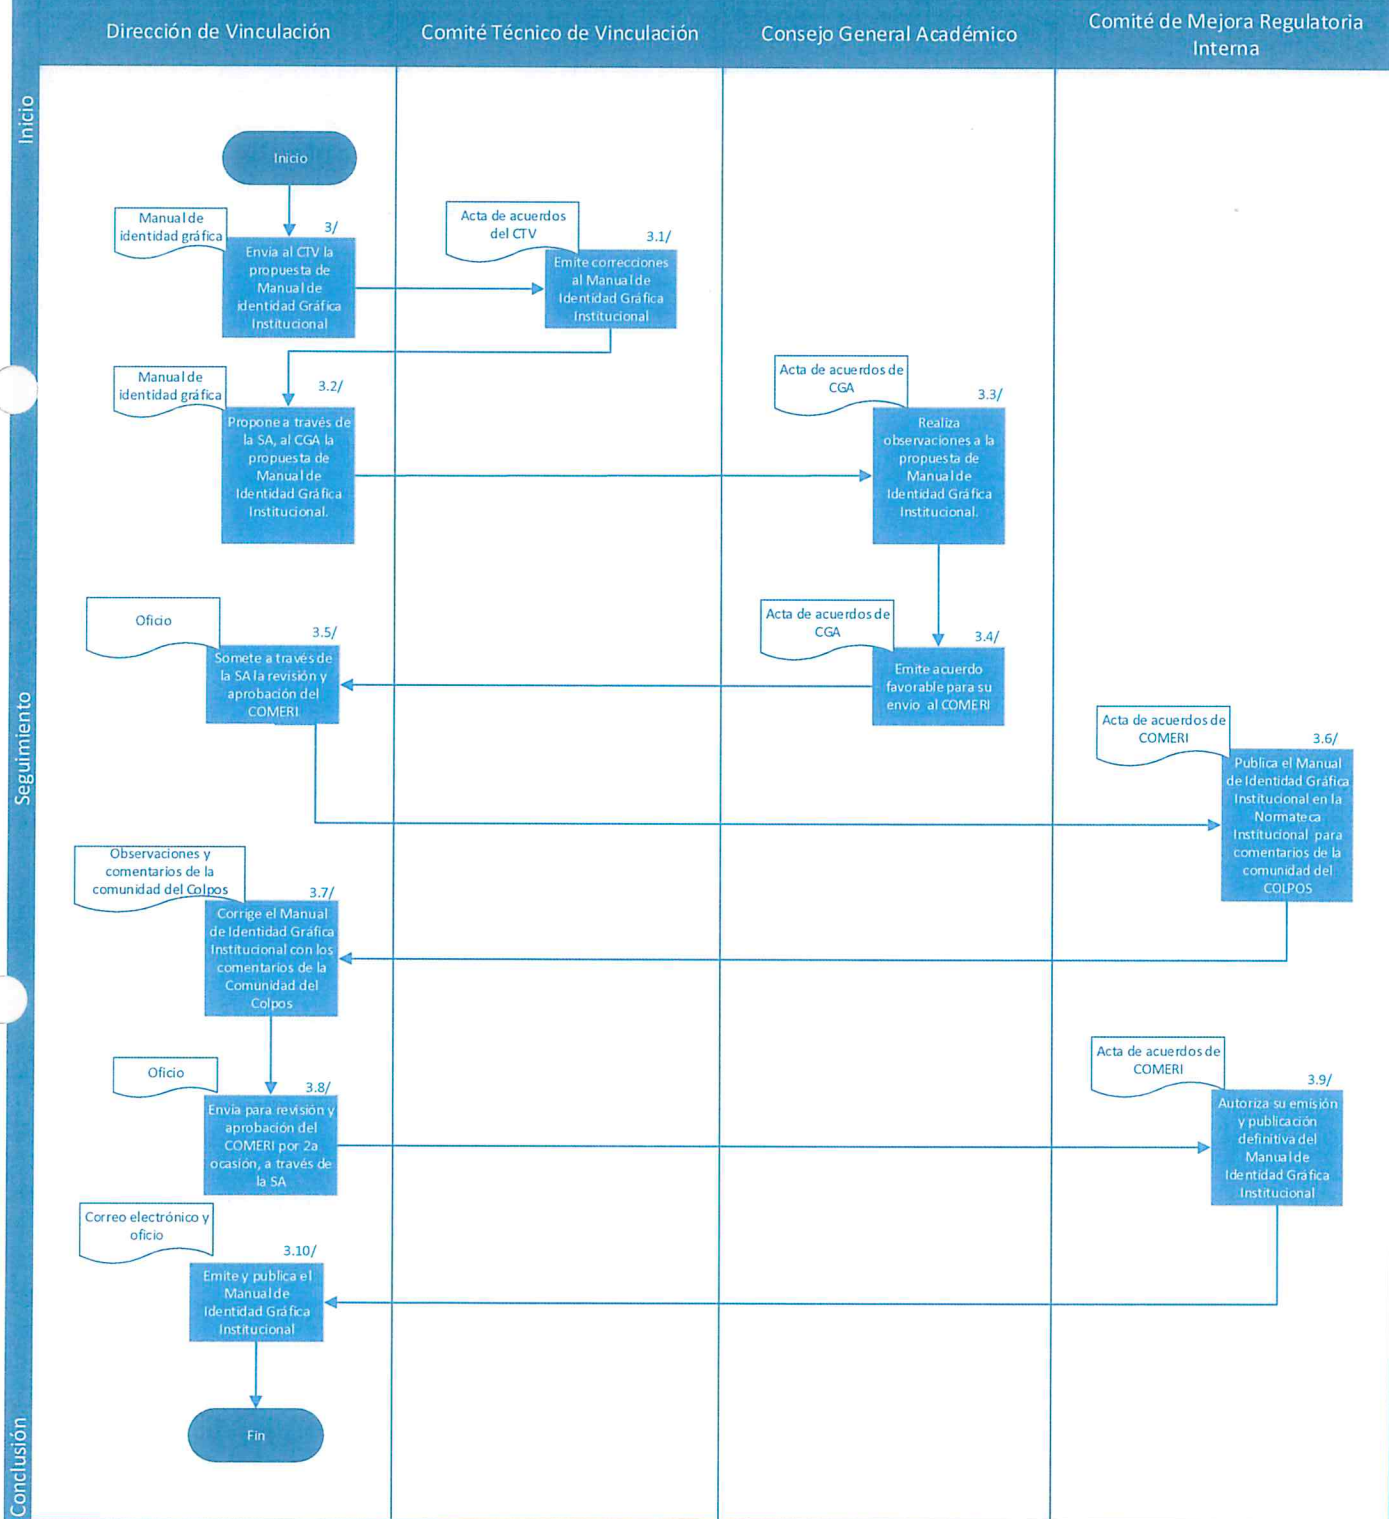 Dirección de Vinculación
Comité Técnico de Vinculación
Consejo General Académico
Comité de Mejora Regulatoria
Interna
Inicio
Inicio
Manual de
identidad gráfica
3/
Envia al CTV la
propuesta de
Manual de
identidad Gráfica
Institucional
Acta de acuerdos
del CTV
3.1/
Emite correcciones
al Manual de
Identidad Gráfica
Institucional
Seguimiento
Manual de
identidad gráfica
3.2/
Propone a través de
la SA, al CGA la
propuesta de
Manual de
Identidad Gráfica
Institucional.
Acta de acuerdos de
CGA
3.3/
Realiza
observaciones a la
propuesta de
Manual de
Identidad Gráfica
Institucional.
Acta de acuerdos de
CGA
3.4/
Emite acuerdo
favorable para su
envio al COMERI
Oficio
3.5/
Somete a través de
la SA la revisión y
aprobación del
COMERI
Acta de acuerdos de
COMERI
3.6/
Publica el Manual
de Identidad Gráfica
Institucional en la
Normateca
Institucional para
comentarios de la
comunidad del
COLPOS
Observaciones y
comentarios de la
comunidad del Colpos
3.7/
Corrige el Manual
de Identidad Gráfica
Institucional con los
comentarios de la
Comunidad del
Colpos
Oficio
3.8/
Envía para revisión y
aprobación del
COMERI por 2a
ocasión, a través de
la SA
Acta de acuerdos de
COMERI
3.9/
Autoriza su emisión
y publicación
definitiva del
Manual de
Identidad Gráfica
Institucional
Conclusión
Correo electrónico y
oficio
3.10/
Emite y publica el
Manual de
Identidad Gráfica
Institucional
Fin